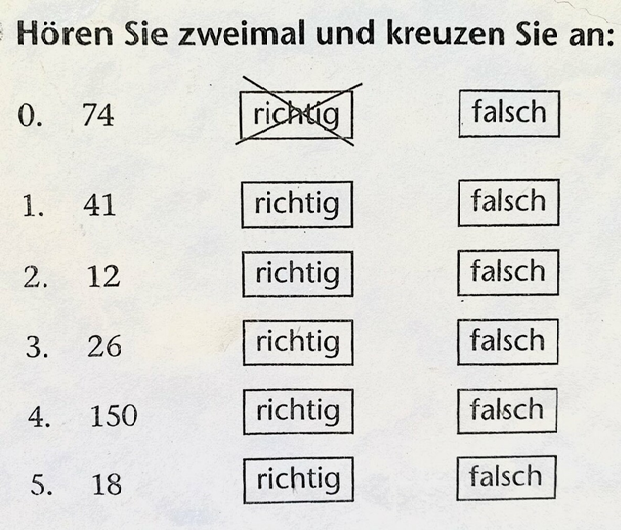 Hören Sie zweimal und kreuzen Sie an:
0. 74 richtig falsch
1. 41 richtig falsch
2. 12 richtig falsch
3. 26 richtig falsch
4. 150 richtig falsch
5. 18 richtig falsch